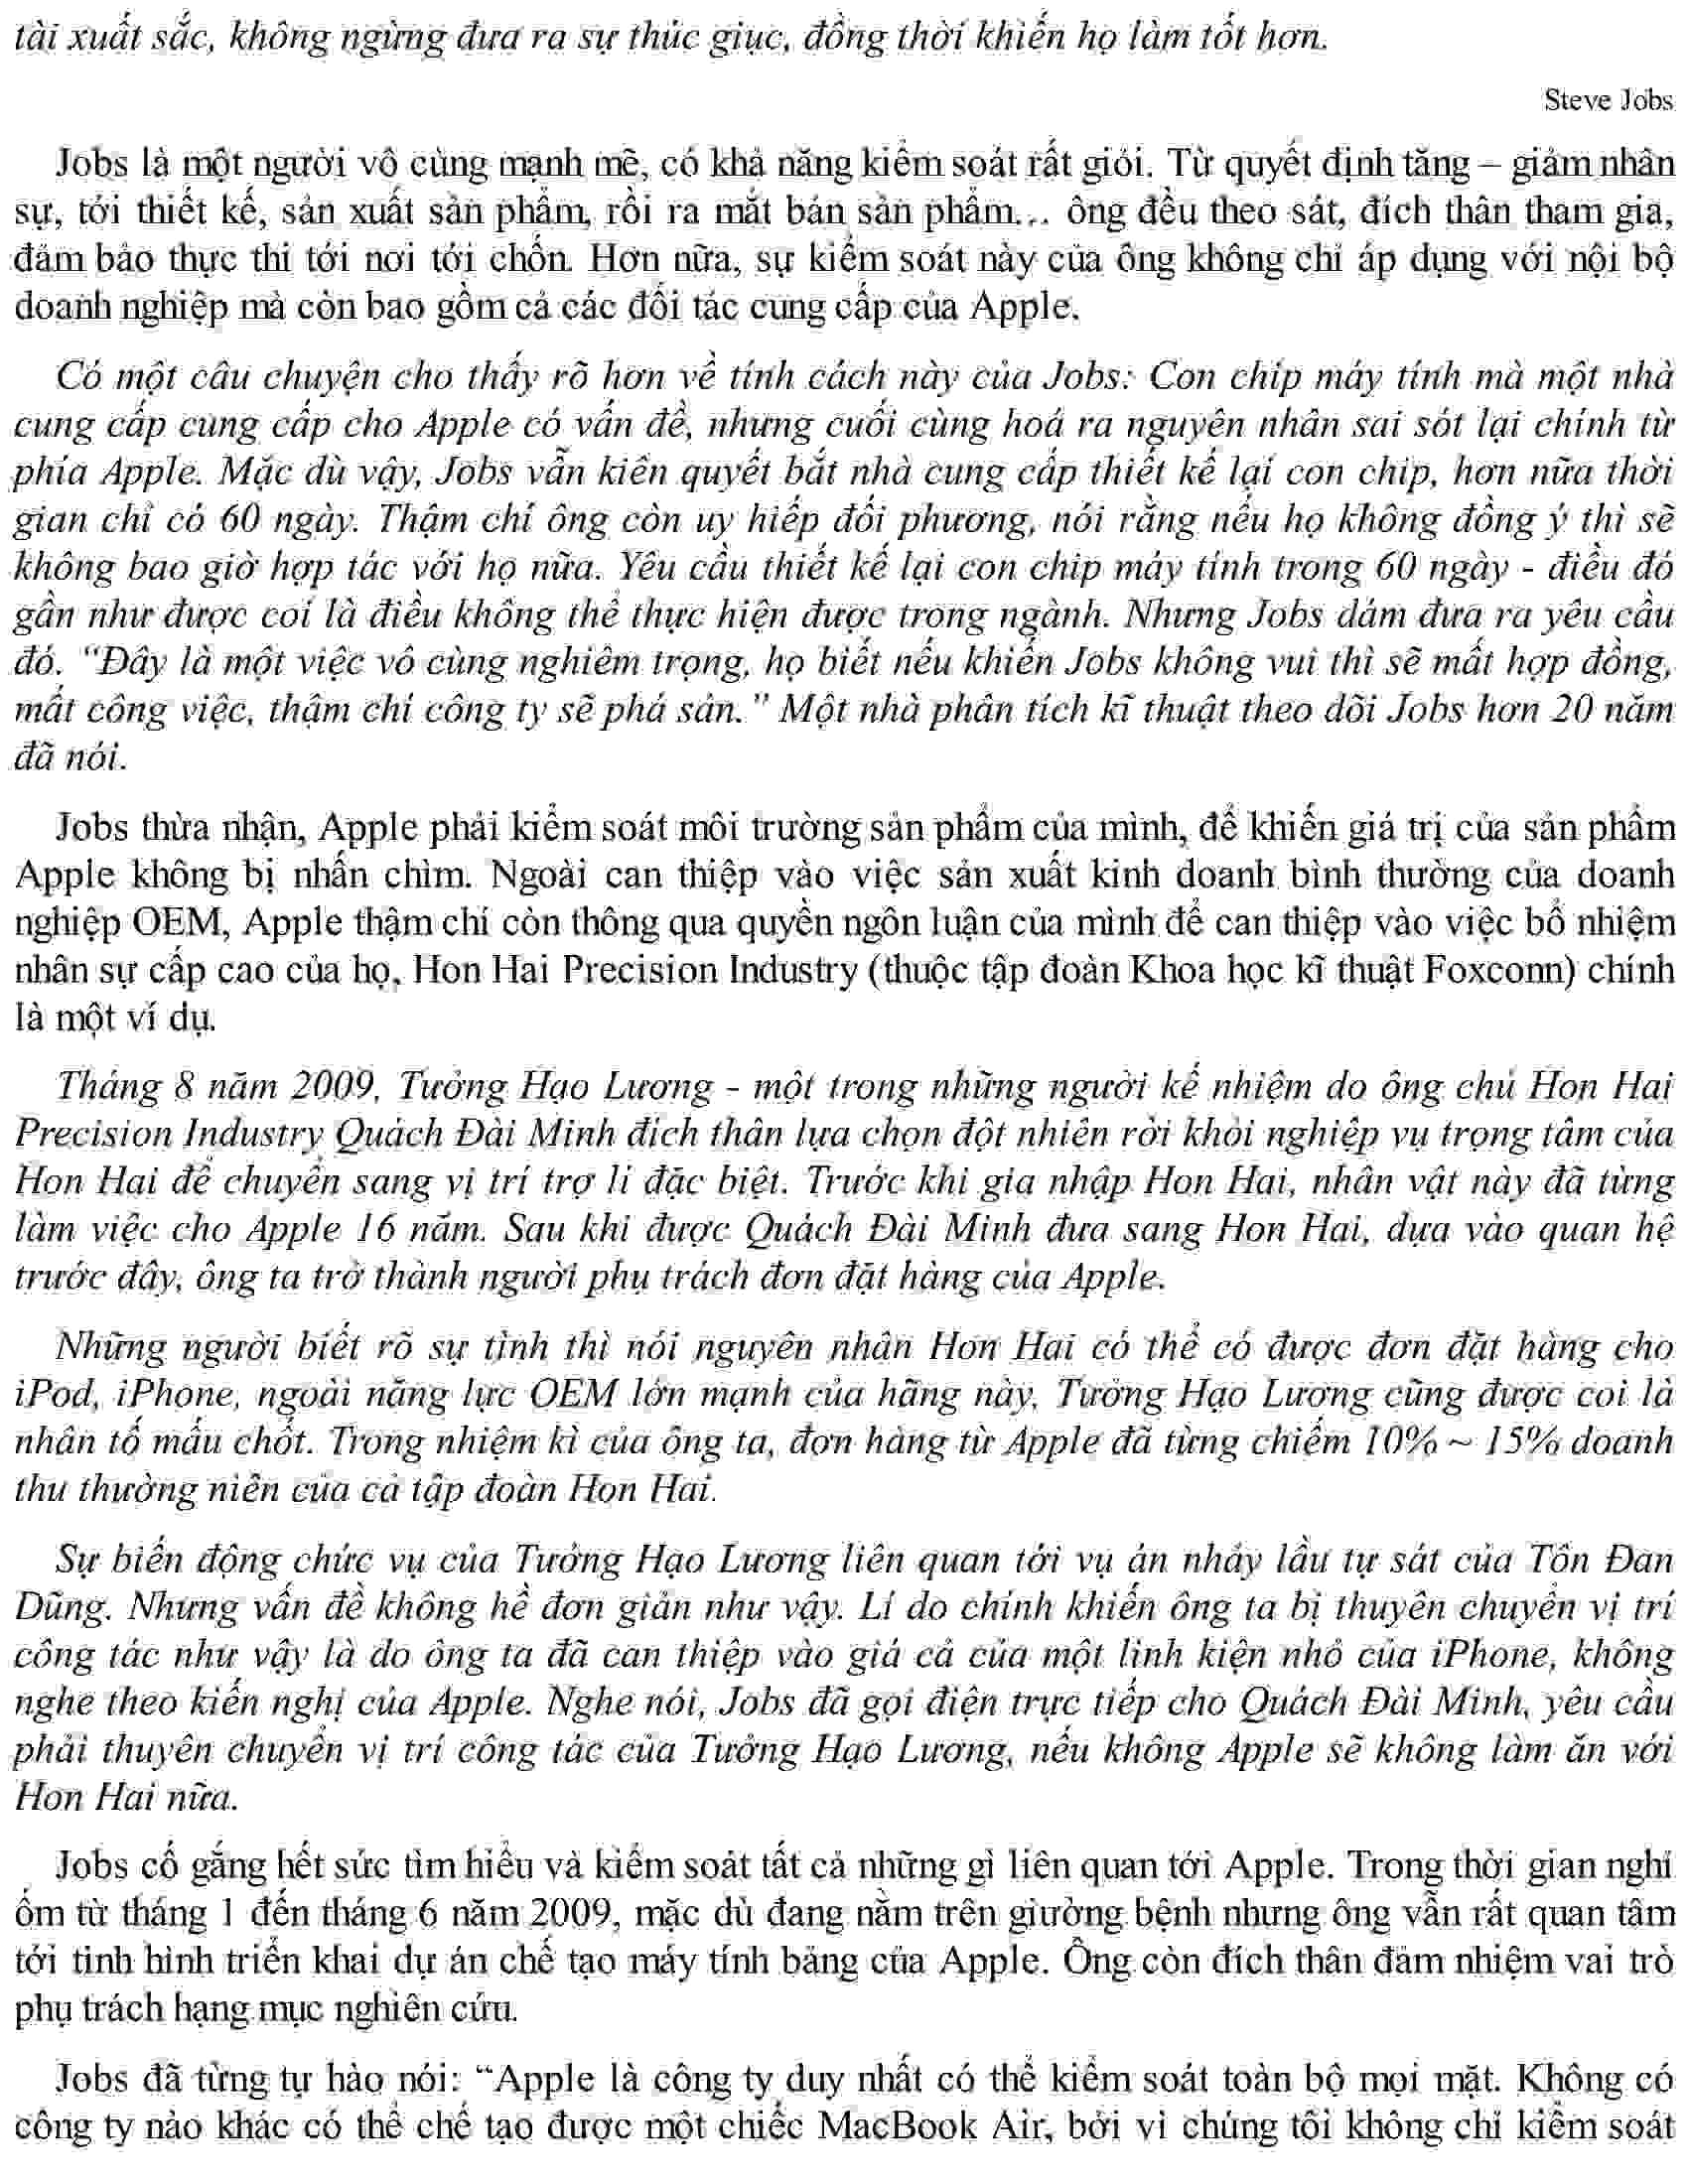 tài xuất sắc, không ngừng đưa ra sự thúc giục, đồng thời khiến họ làm tốt hơn.
Steve Jobs
Jobs là một người vô cùng mạnh mẽ, có khả năng kiểm soát rất giỏi. Từ quyết định tăng – giảm nhân
sự, tới thiết kế, sản xuất sản phẩm, rồi ra mắt bán sản phẩm… ông đều theo sát, đích thân tham gia,
đảm bảo thực thi tới nơi tới chốn. Hơn nữa, sự kiểm soát này của ông không chỉ áp dụng với nội bộ
doanh nghiệp mà còn bao gồm cả các đối tác cung cấp của Apple.
Có một câu chuyện cho thấy rõ hơn về tính cách này của Jobs: Con chip máy tính mà một nhà
cung cấp cung cấp cho Apple có vấn đề, nhưng cuối cùng hoá ra nguyên nhân sai sót lại chính từ
phía Apple. Mặc dù vậy, Jobs vẫn kiên quyết bắt nhà cung cấp thiết kế lại con chip, hơn nữa thời
gian chỉ có 60 ngày. Thậm chí ông còn uy hiếp đối phương, nói rằng nếu họ không đồng ý thì sẽ
không bao giờ hợp tác với họ nữa. Yêu cầu thiết kế lại con chip máy tính trong 60 ngày - điều đó
gần như được coi là điều không thể thực hiện được trong ngành. Nhưng Jobs dám đưa ra yêu cầu
đó. “Đây là một việc vô cùng nghiêm trọng, họ biết nếu khiến Jobs không vui thì sẽ mất hợp đồng,
mất công việc, thậm chí công ty sẽ phá sản.” Một nhà phân tích kĩ thuật theo dõi Jobs hơn 20 năm
đã nói.
Jobs thừa nhận, Apple phải kiểm soát môi trường sản phẩm của mình, để khiến giá trị của sản phẩm
Apple không bị nhấn chìm. Ngoài can thiệp vào việc sản xuất kinh doanh bình thường của doanh
nghiệp OEM, Apple thậm chí còn thông qua quyền ngôn luận của mình để can thiệp vào việc bổ nhiệm
nhân sự cấp cao của họ, Hon Hai Precision Industry (thuộc tập đoàn Khoa học kĩ thuật Foxconn) chính
là một ví dụ.
Tháng 8 năm 2009, Tưởng Hạo Lương - một trong những người kế nhiệm do ông chủ Hon Hai
Precision Industry Quách Đài Minh đích thân lựa chọn đột nhiên rời khỏi nghiệp vụ trọng tâm của
Hon Hai để chuyển sang vị trí trợ lí đặc biệt. Trước khi gia nhập Hon Hai, nhân vật này đã từng
làm việc cho Apple 16 năm. Sau khi được Quách Đài Minh đưa sang Hon Hai, dựa vào quan hệ
trước đây, ông ta trở thành người phụ trách đơn đặt hàng của Apple.
Những người biết rõ sự tình thì nói nguyên nhân Hon Hai có thể có được đơn đặt hàng cho
iPod, iPhone, ngoài năng lực OEM lớn mạnh của hãng này, Tưởng Hạo Lương cũng được coi là
nhân tố mấu chốt. Trong nhiệm kì của ông ta, đơn hàng từ Apple đã từng chiếm 10% ~ 15% doanh
thu thường niên của cả tập đoàn Hon Hai.
Sự biến động chức vụ của Tưởng Hạo Lương liên quan tới vụ án nhảy lầu tự sát của Tôn Đan
Dũng. Nhưng vấn đề không hề đơn giản như vậy. Lí do chính khiến ông ta bị thuyên chuyển vị trí
công tác như vậy là do ông ta đã can thiệp vào giá cả của một linh kiện nhỏ của iPhone, không
nghe theo kiến nghị của Apple. Nghe nói, Jobs đã gọi điện trực tiếp cho Quách Đài Minh, yêu cầu
phải thuyên chuyển vị trí công tác của Tưởng Hạo Lương, nếu không Apple sẽ không làm ăn với
Hon Hai nữa.
Jobs cố gắng hết sức tìm hiểu và kiểm soát tất cả những gì liên quan tới Apple. Trong thời gian nghỉ
ốm từ tháng 1 đến tháng 6 năm 2009, mặc dù đang nằm trên giường bệnh nhưng ông vẫn rất quan tâm
tới tình hình triển khai dự án chế tạo máy tính bảng của Apple. Ông còn đích thân đảm nhiệm vai trò
phụ trách hạng mục nghiên cứu.
Jobs đã từng tự hào nói: “Apple là công ty duy nhất có thể kiểm soát toàn bộ mọi mặt. Không có
công ty nào khác có thể chế tạo được một chiếc MacBook Air, bởi vì chúng tôi không chỉ kiểm soát